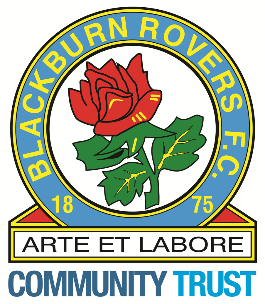 BLACKBURN ROVERS F.C.
18 75
ARTE ET LABORE
COMMUNITY TRUST